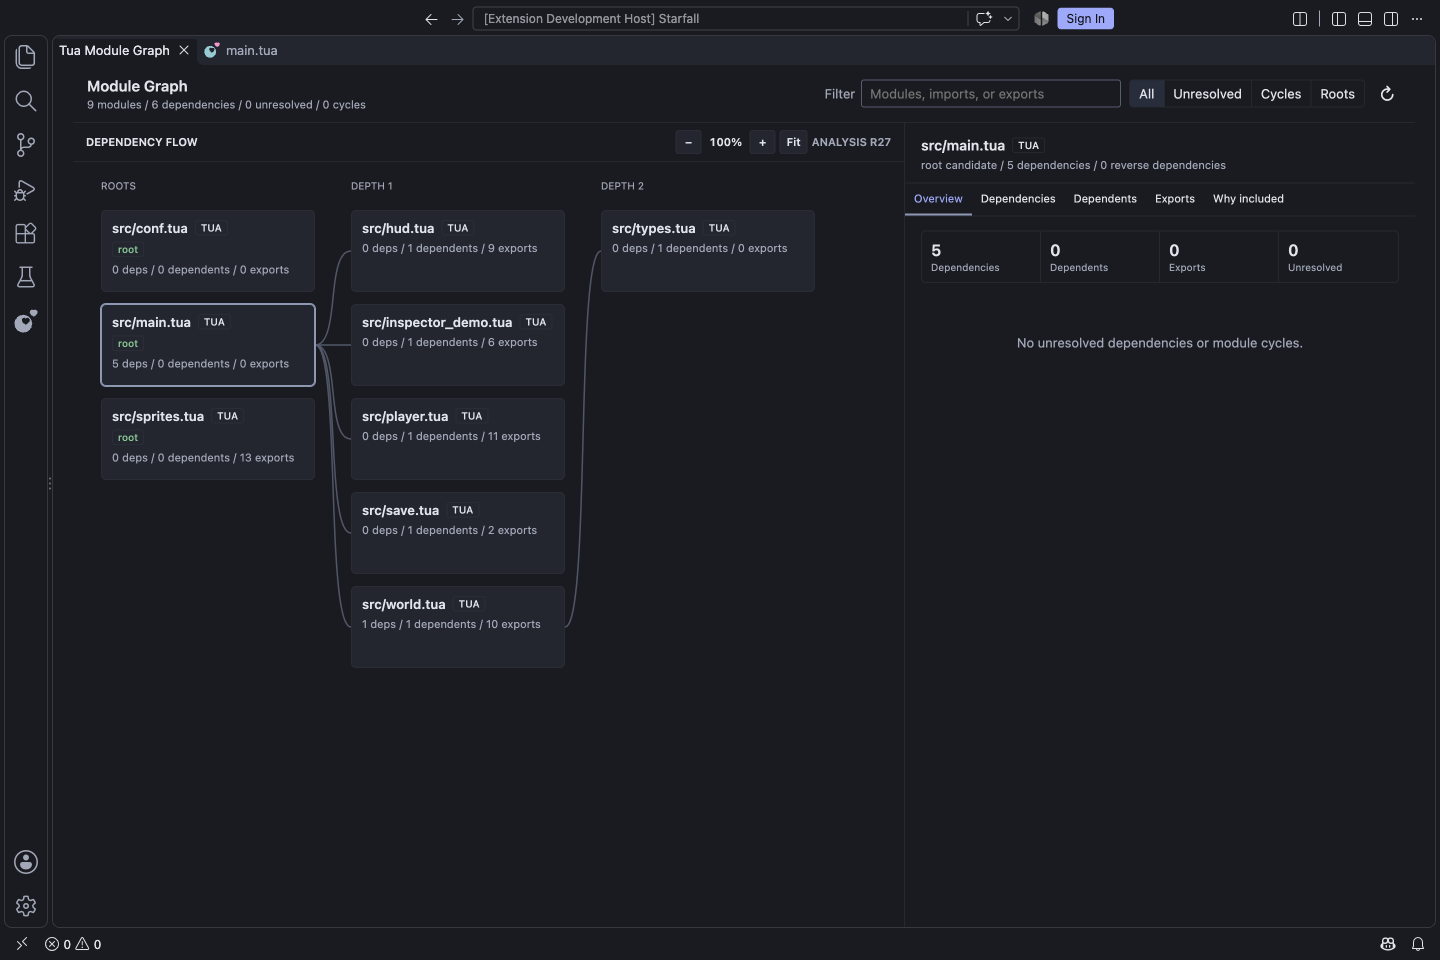 [Extension Development Host] Starfall
Sign In
Tua Module Graph
main.tua
Module Graph
9 modules / 6 dependencies / 0 unresolved / 0 cycles
Filter
Modules, imports, or exports
All
Unresolved
Cycles
Roots
DEPENDENCY FLOW
−
100%
+
Fit
ANALYSIS R27
ROOTS
src/conf.tua TUA
root
0 deps / 0 dependents / 0 exports
src/main.tua TUA
root
5 deps / 0 dependents / 0 exports
src/sprites.tua TUA
root
0 deps / 0 dependents / 13 exports
DEPTH 1
src/hud.tua TUA
0 deps / 1 dependents / 9 exports
src/inspector_demo.tua TUA
0 deps / 1 dependents / 6 exports
src/player.tua TUA
0 deps / 1 dependents / 11 exports
src/save.tua TUA
0 deps / 1 dependents / 2 exports
src/world.tua TUA
1 deps / 1 dependents / 10 exports
DEPTH 2
src/types.tua TUA
0 deps / 1 dependents / 0 exports
src/main.tua TUA
root candidate / 5 dependencies / 0 reverse dependencies
Overview
Dependencies
Dependents
Exports
Why included
5
Dependencies
0
Dependents
0
Exports
0
Unresolved
No unresolved dependencies or module cycles.
0
0